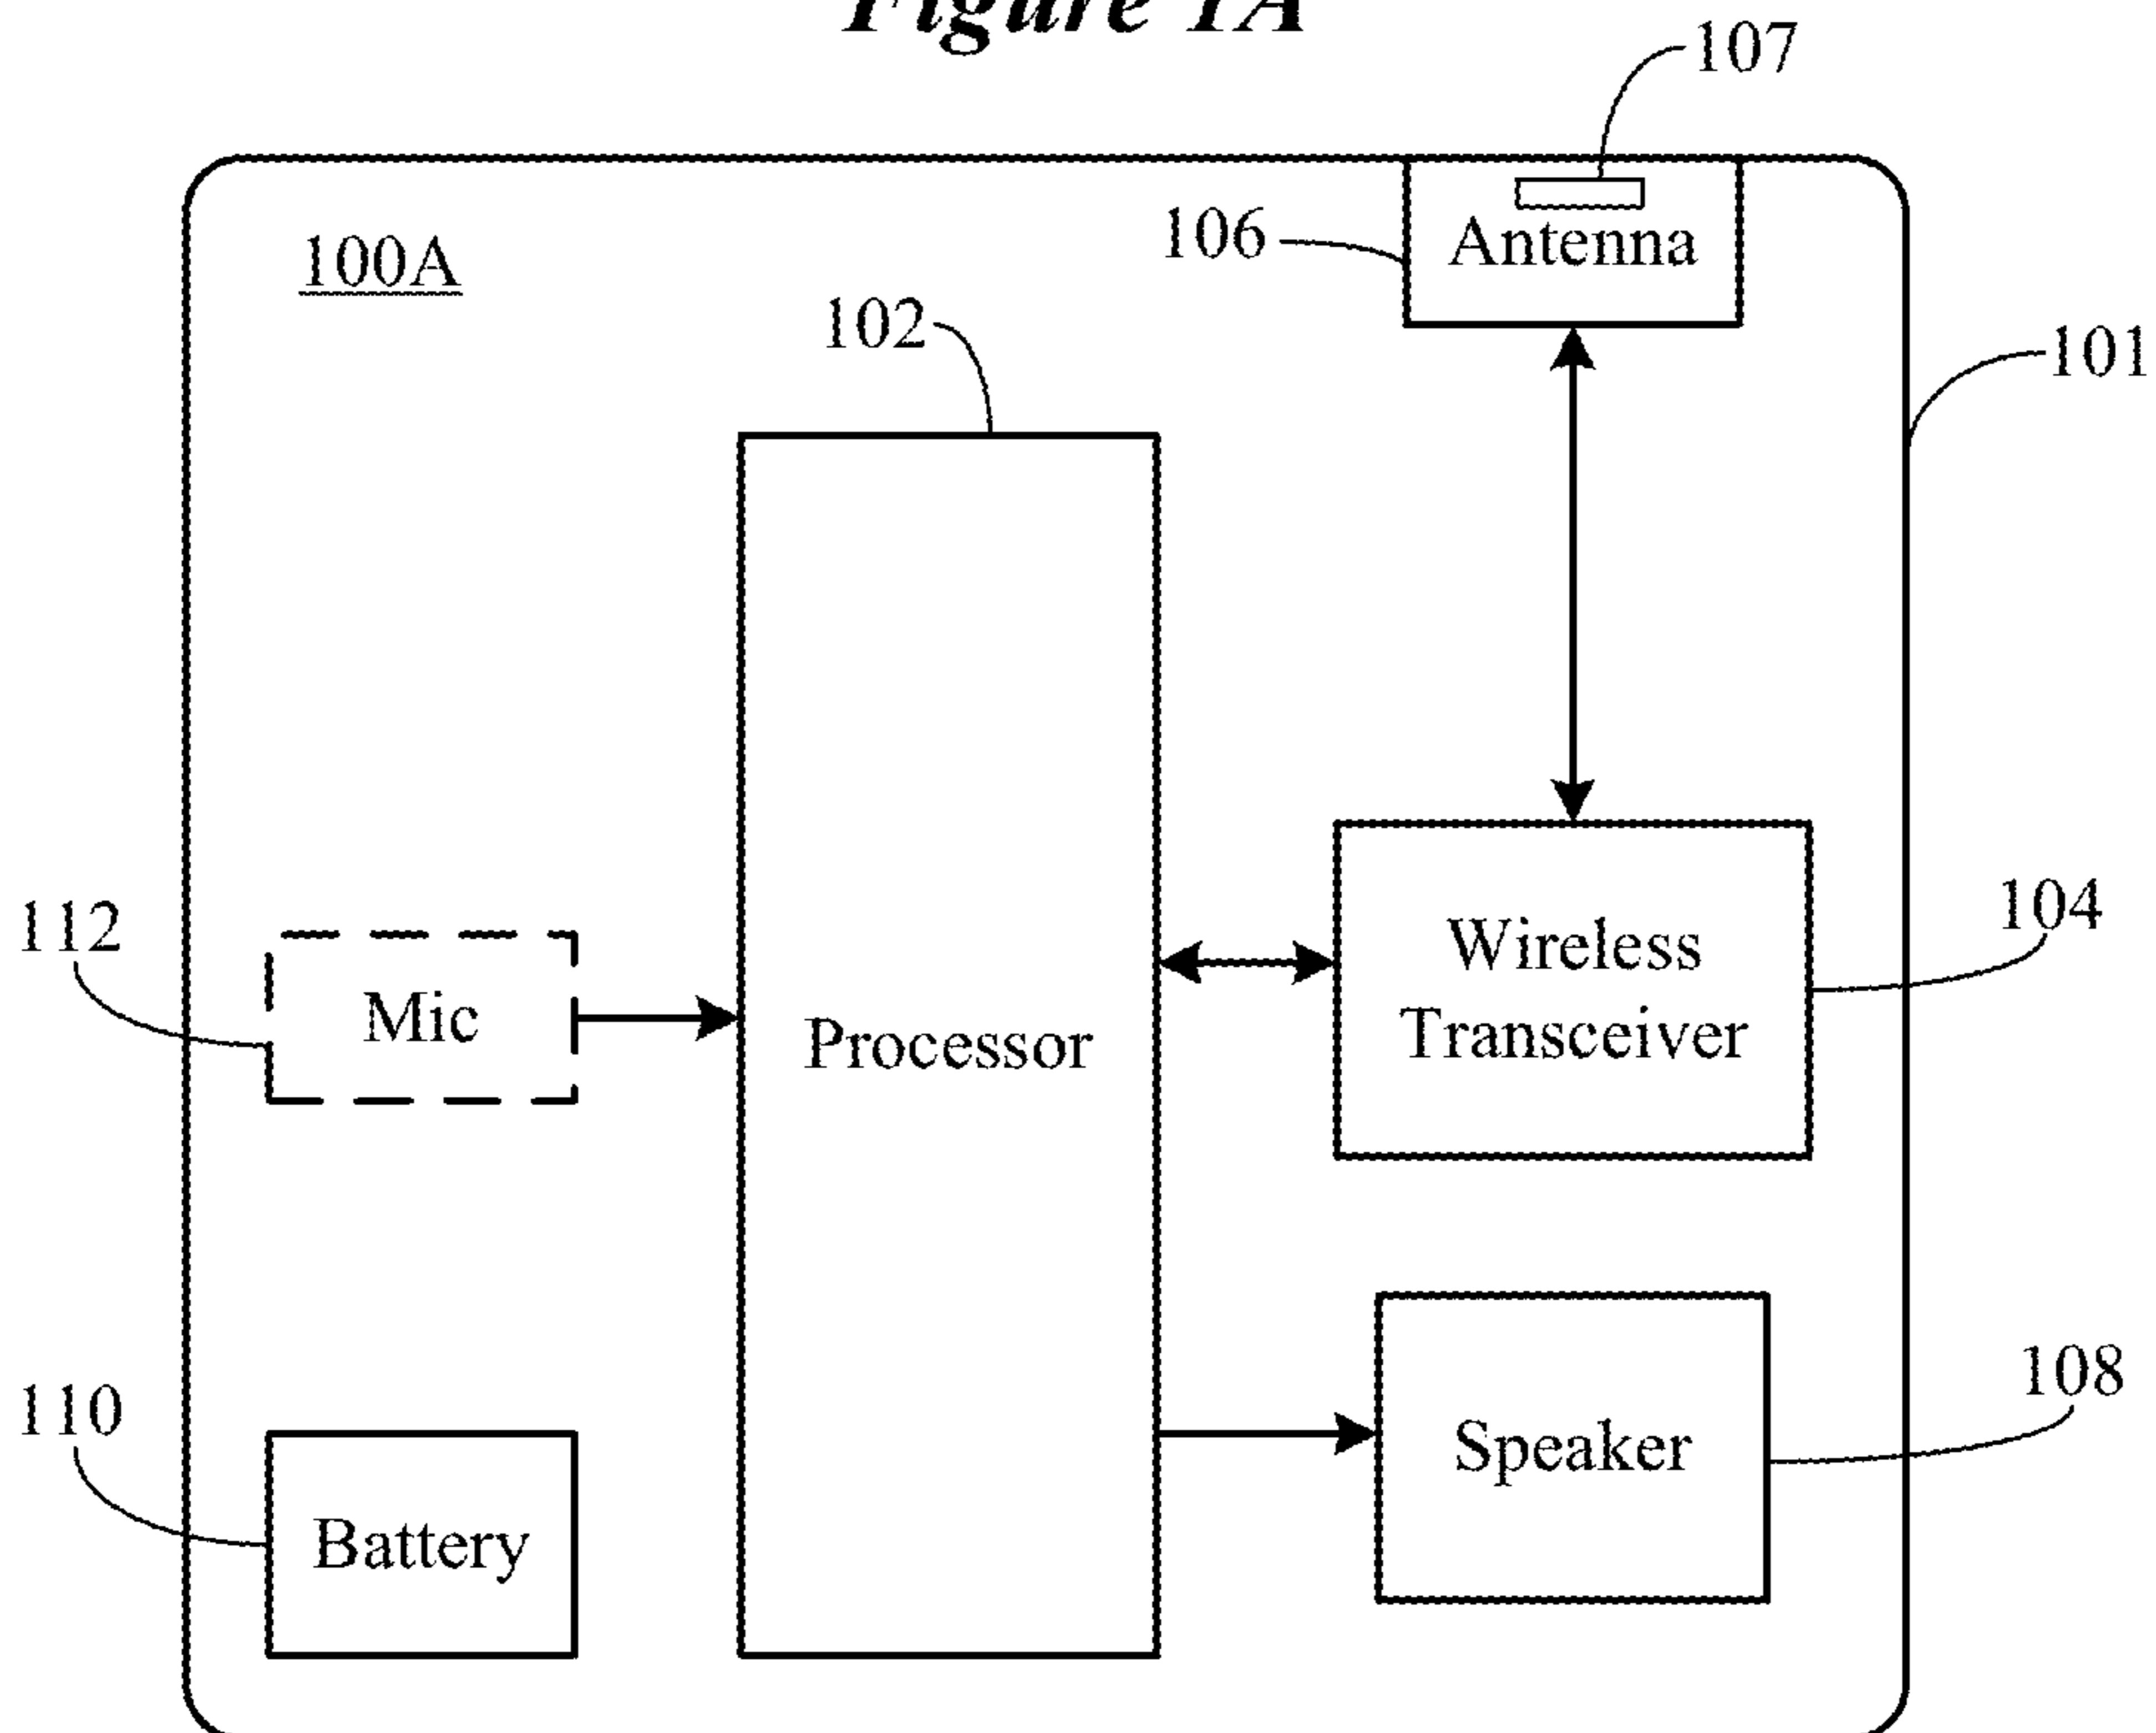 Figure 1A
107
100A
106
Antenna
102
101
112
Mic
Processor
Wireless
Transceiver
104
110
Battery
Speaker
108